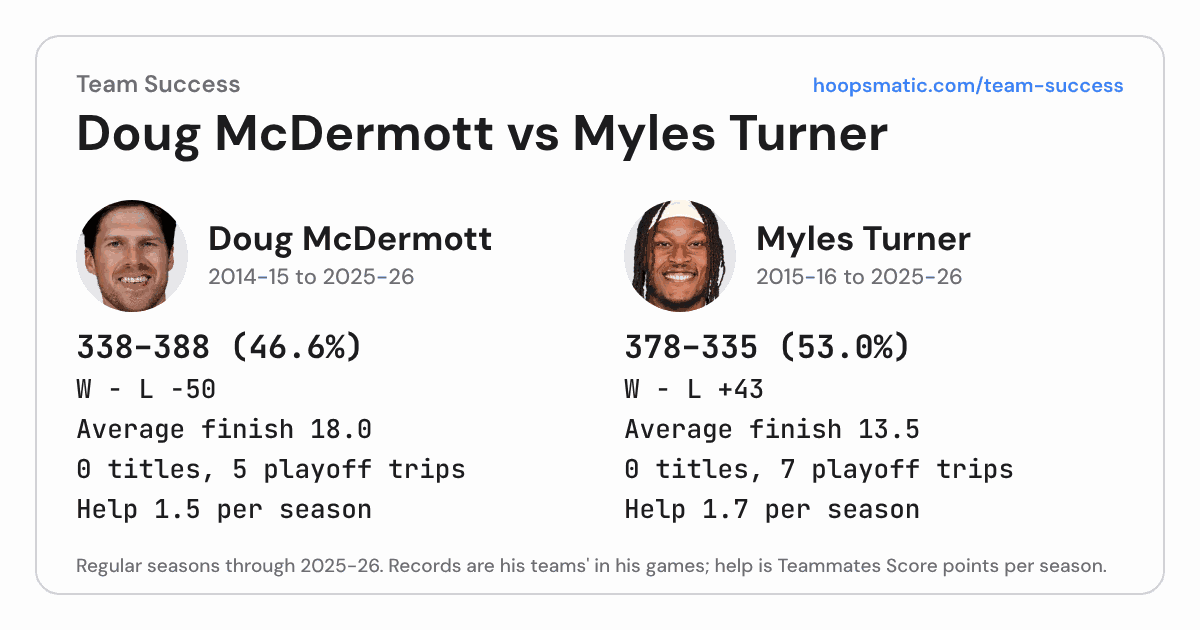 Team Success
hoopsmatic.com/team-success
Doug McDermott vs Myles Turner
Doug McDermott
2014-15 to 2025-26
338-388 (46.6%)
W - L -50
Average finish 18.0
0 titles, 5 playoff trips
Help 1.5 per season
Myles Turner
2015-16 to 2025-26
378-335 (53.0%)
W - L +43
Average finish 13.5
0 titles, 7 playoff trips
Help 1.7 per season
Regular seasons through 2025-26. Records are his teams' in his games; help is Teammates Score points per season.